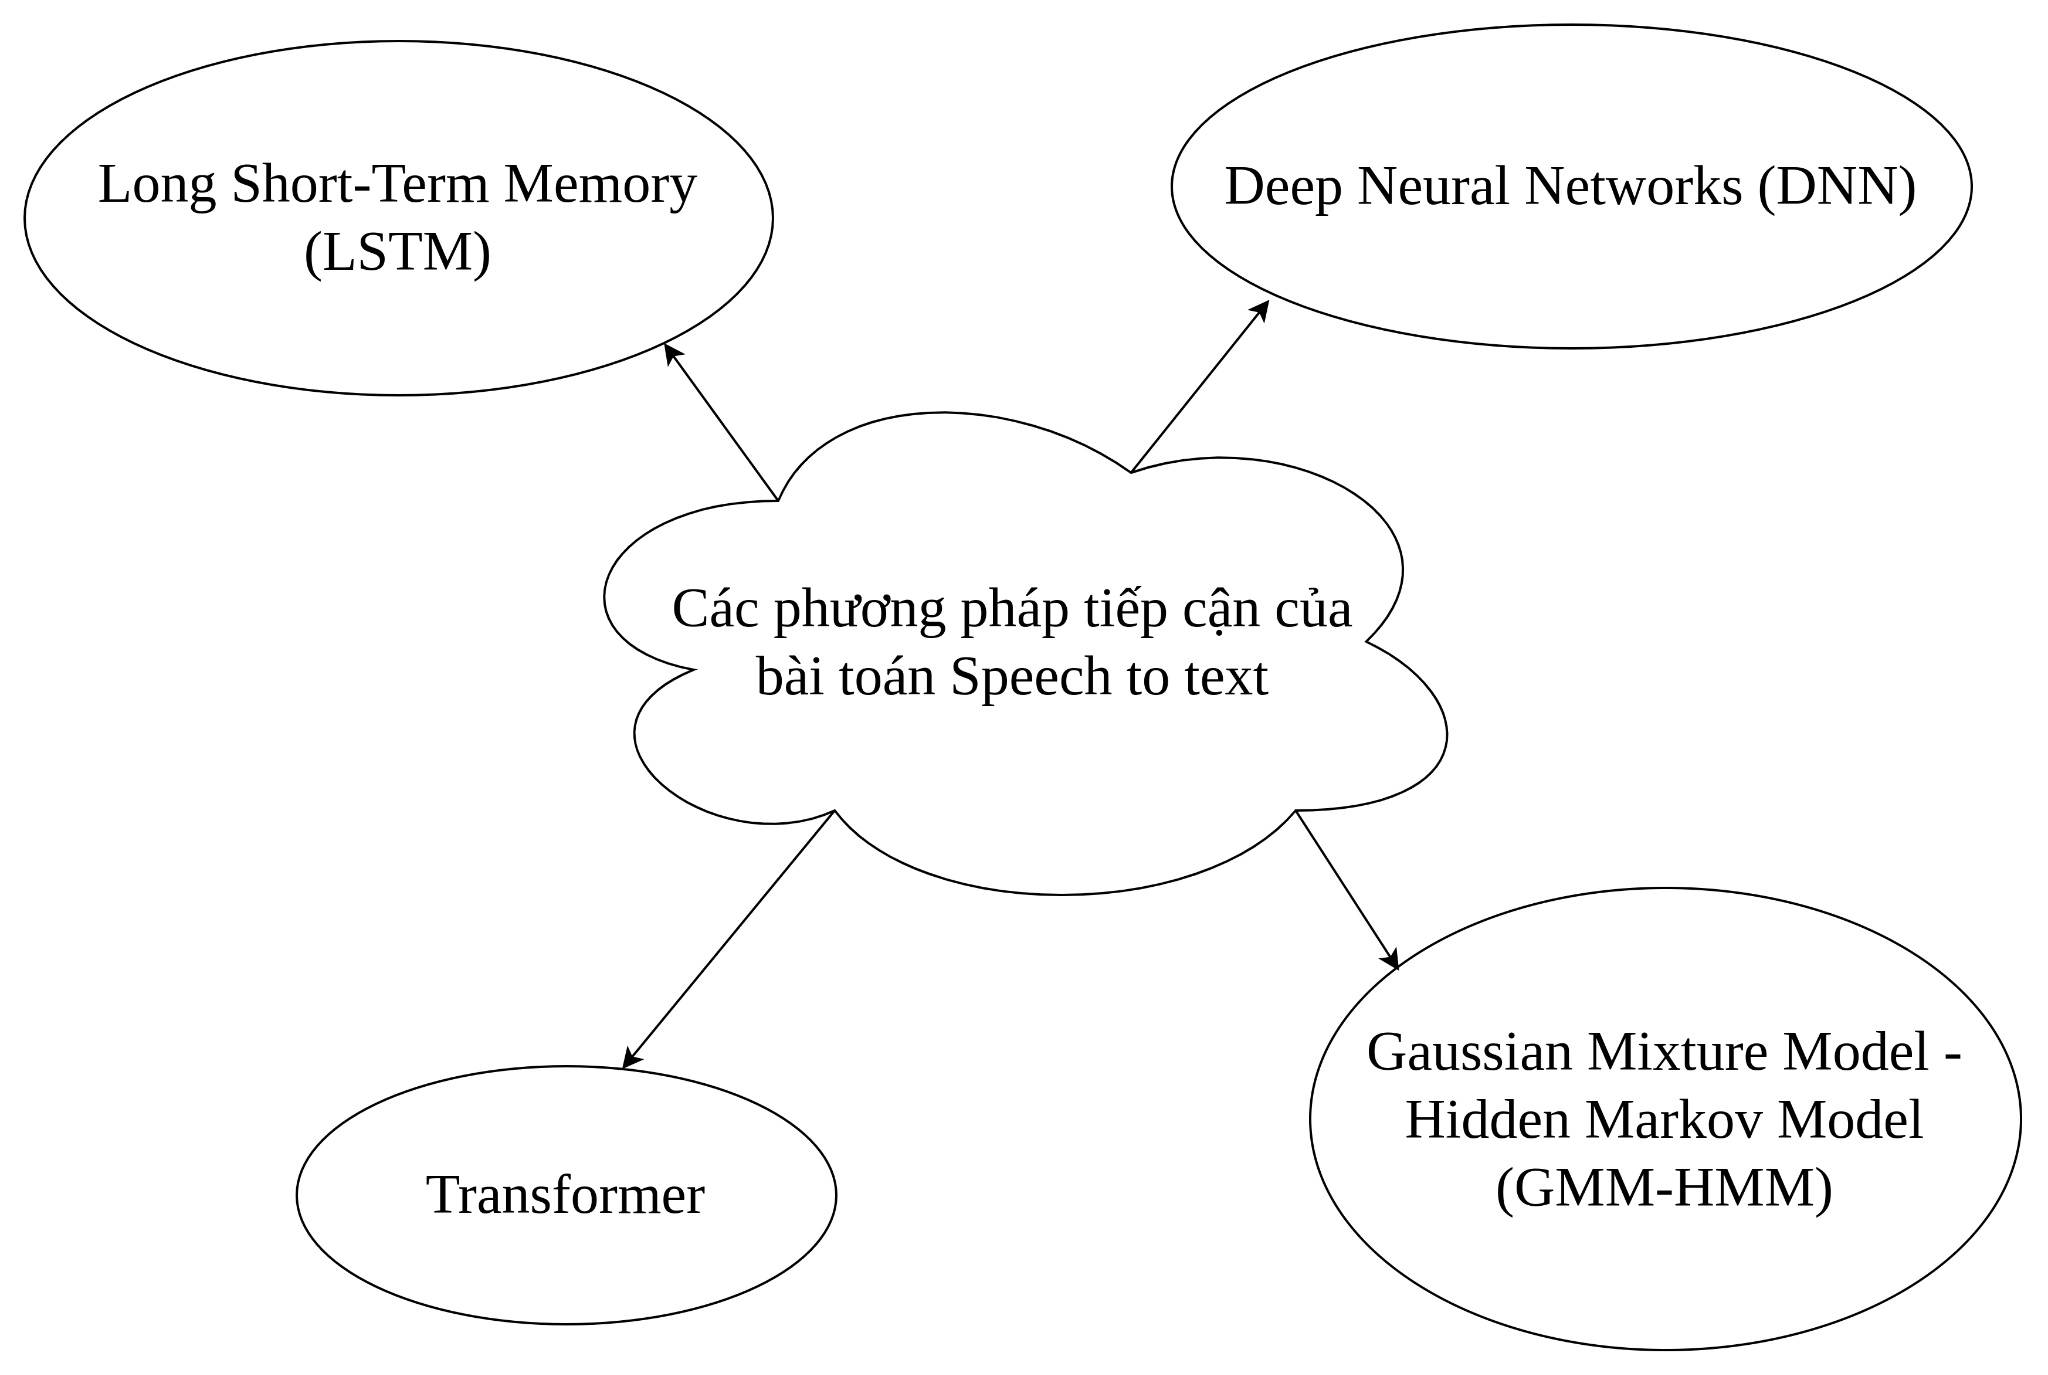 Long Short-Term Memory
(LSTM)
Deep Neural Networks (DNN)
Các phương pháp tiếp cận của
bài toán Speech to text
Transformer
Gaussian Mixture Model -
Hidden Markov Model
(GMM-HMM)